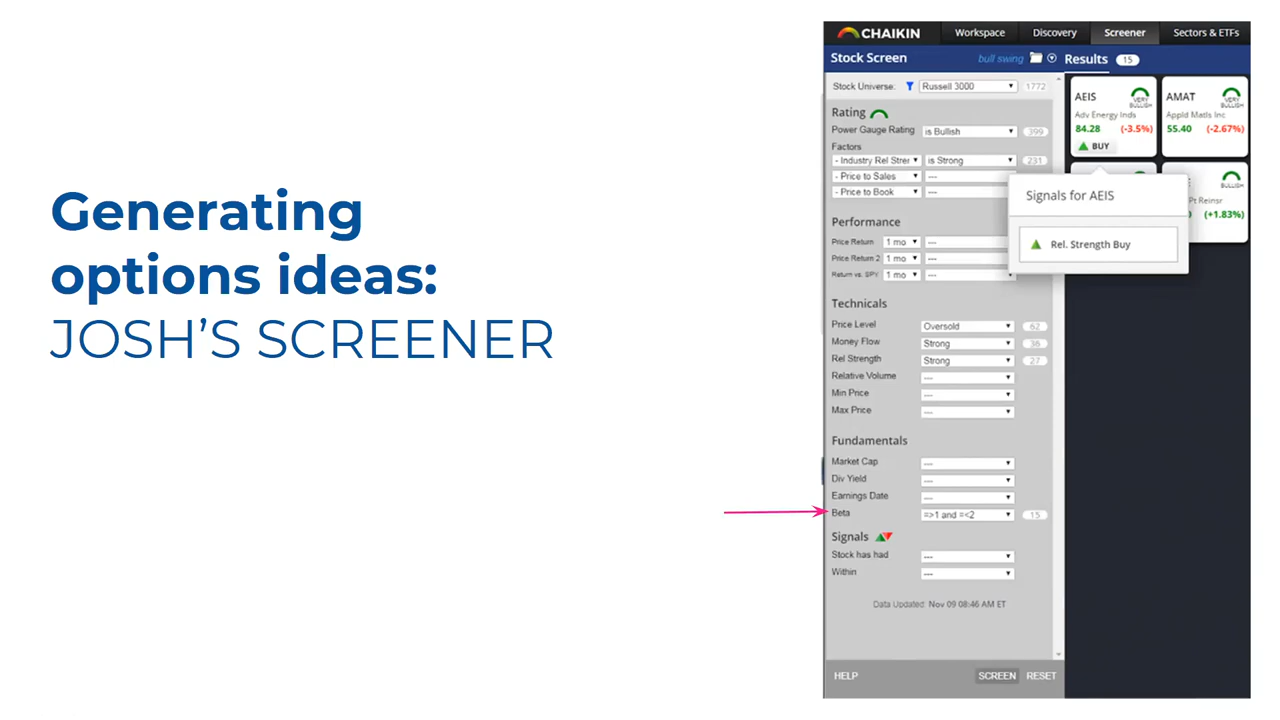 Generating
options ideas:
JOSH'S SCREENER
CHAIKIN Workspace Discovery Screener Sectors & ETFs
Stock Screen bull swing Results 15
Stock Universe: Russell 3000 1772
Rating
Power Gauge Rating is Bullish 399
Factors
- Industry Rel Strer is Strong 231
- Price to Sales ---
- Price to Book ---
Performance
Price Return 1 mo ---
Price Return 2 1 mo ---
Return vs. SPY 1 mo ---
Technicals
Price Level Oversold 62
Money Flow Strong 36
Rel Strength Strong 27
Relative Volume ---
Min Price ---
Max Price ---
Fundamentals
Market Cap ---
Div Yield ---
Earnings Date ---
Beta =>1 and =<2 15
Signals
Stock has had ---
Within ---
Data Updated: Nov 09 08:46 AM ET
HELP SCREEN RESET
AEIS VERY BULLISH
Adv Energy Inds
84.28 (-3.5%)
BUY
AMAT VERY BULLISH
Appld Matls Inc
55.40 (-2.67%)
Signals for AEIS
Rel. Strength Buy
BULLISH
Pt Reinsr
(+1.83%)